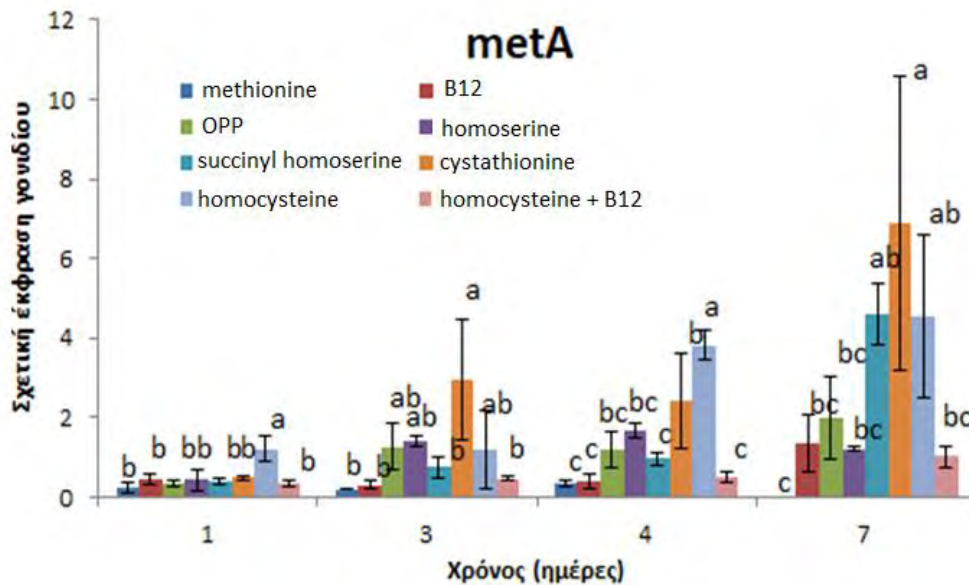 metA
methionine B12
OPP homoserine
succinyl homoserine cystathionine
homocysteine homocysteine + B12
Σχετική έκφραση γονιδίου
12
10
8
6
4
2
0
b b bb bb a b
b b ab ab b a ab b
c c bc bc b a c
c bc bc bc ab a ab bc
1 3 4 7
Χρόνος (ημέρες)